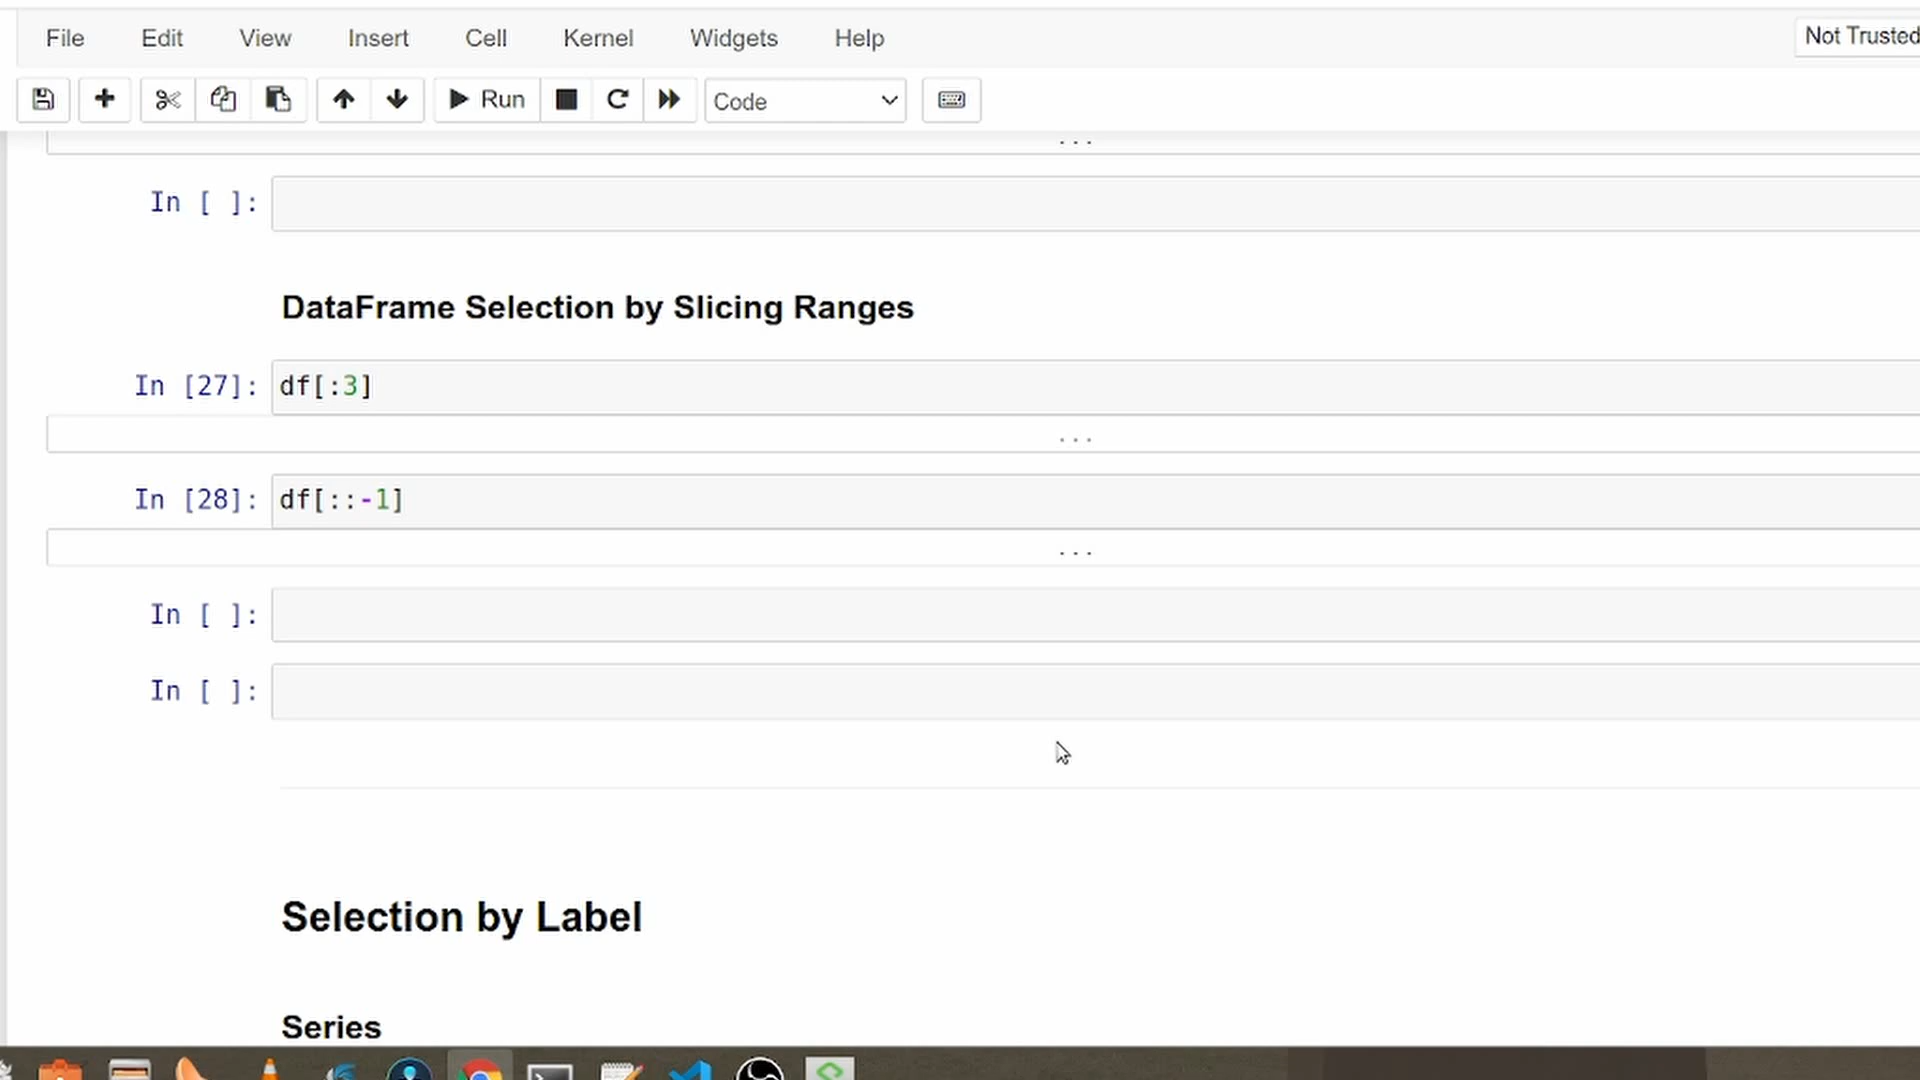 File Edit View Insert Cell Kernel Widgets Help Not Trusted
Run Code
...
In [ ]:
DataFrame Selection by Slicing Ranges
In [27]: df[:3]
...
In [28]: df[::-1]
...
In [ ]:
In [ ]:
Selection by Label
Series